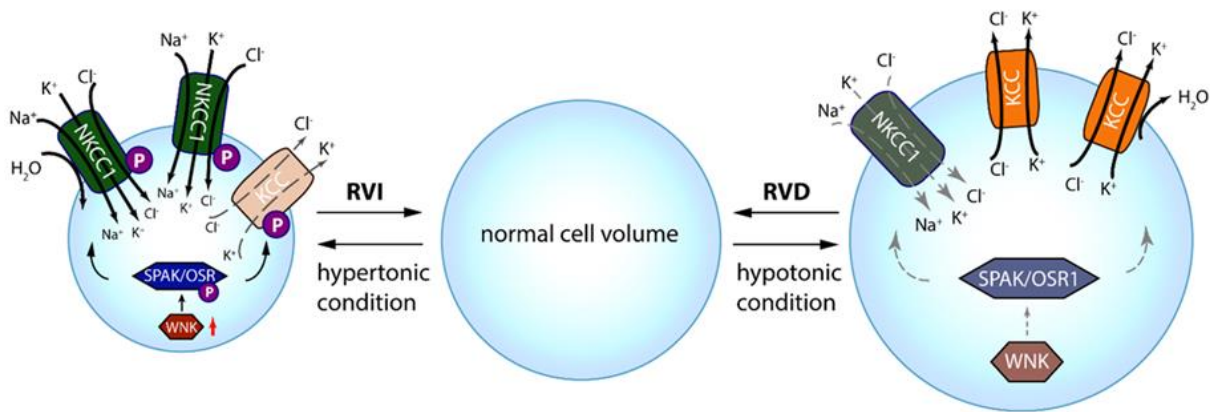 Na⁺
K⁺
Cl⁻
NKCC1
P
Na⁺
K⁺
Cl⁻
Cl⁻
K⁺
Na⁺
H₂O
NKCC1
P
Cl⁻
K⁺
Na⁺
Cl⁻
K⁺
KCC
Cl⁻
K⁺
P
SPAK/OSR
P
WNK
RVI
hypertonic
condition
normal cell volume
RVD
hypotonic
condition
Cl⁻
K⁺
Na⁺
NKCC1
Cl⁻
K⁺
Na⁺
Cl⁻
K⁺
KCC
Cl⁻
K⁺
Cl⁻
K⁺
KCC
H₂O
Cl⁻
K⁺
SPAK/OSR1
WNK